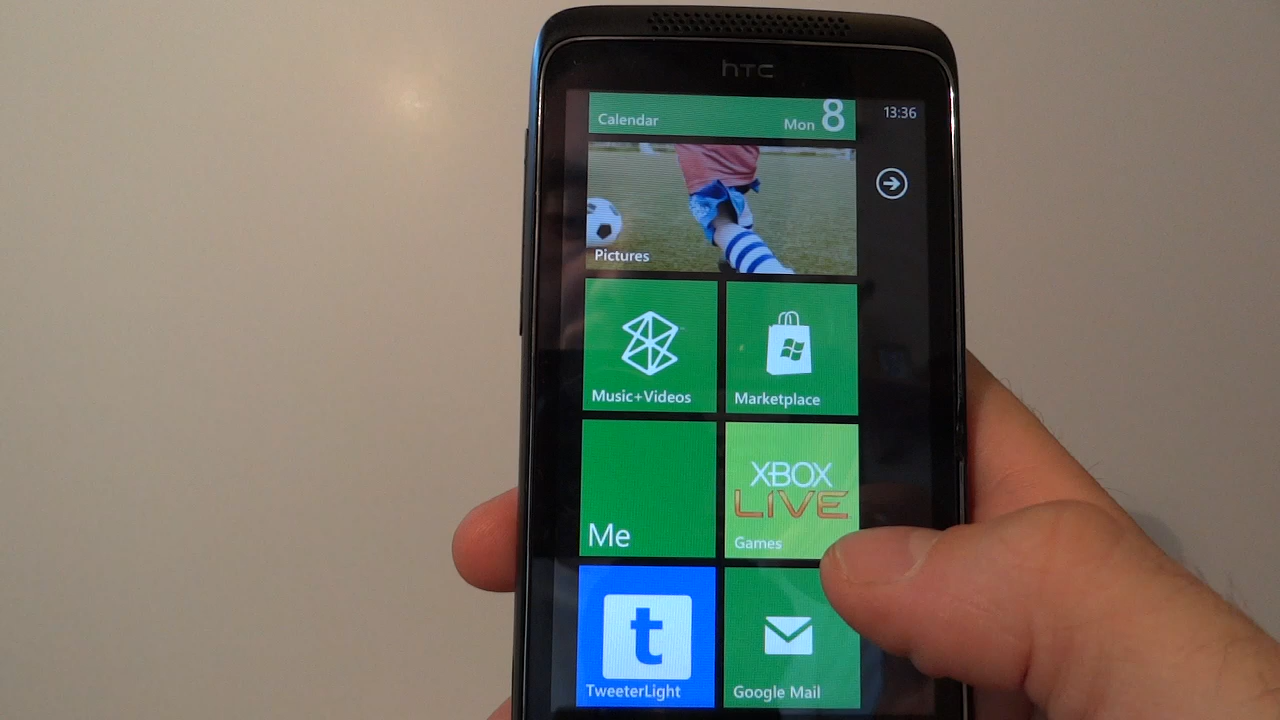 hTC
13:36
Calendar Mon 8
Pictures
Music+Videos
Marketplace
Me
XBOX
LIVE
Games
t
TweeterLight
Google Mail